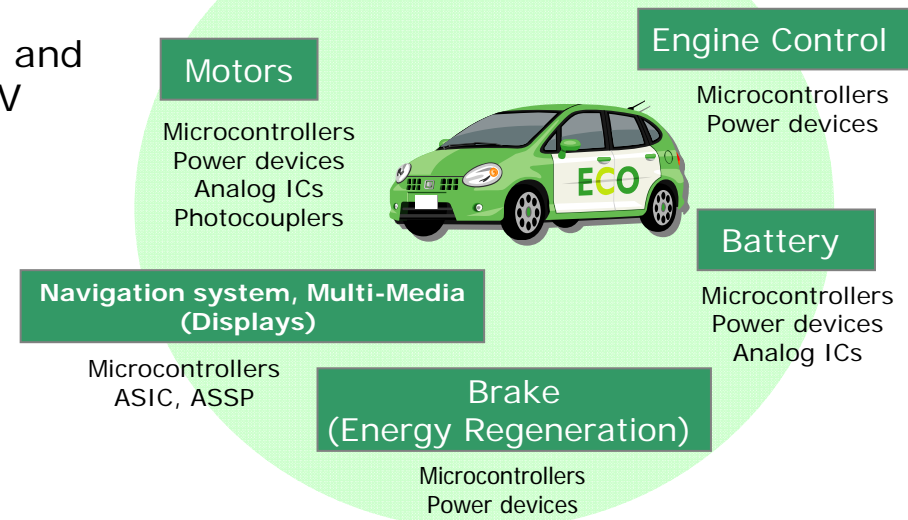 and
V
Motors
Microcontrollers
Power devices
Analog ICs
Photocouplers
Engine Control
Microcontrollers
Power devices
ECO
Battery
Microcontrollers
Power devices
Analog ICs
Navigation system, Multi-Media
(Displays)
Microcontrollers
ASIC, ASSP
Brake
(Energy Regeneration)
Microcontrollers
Power devices